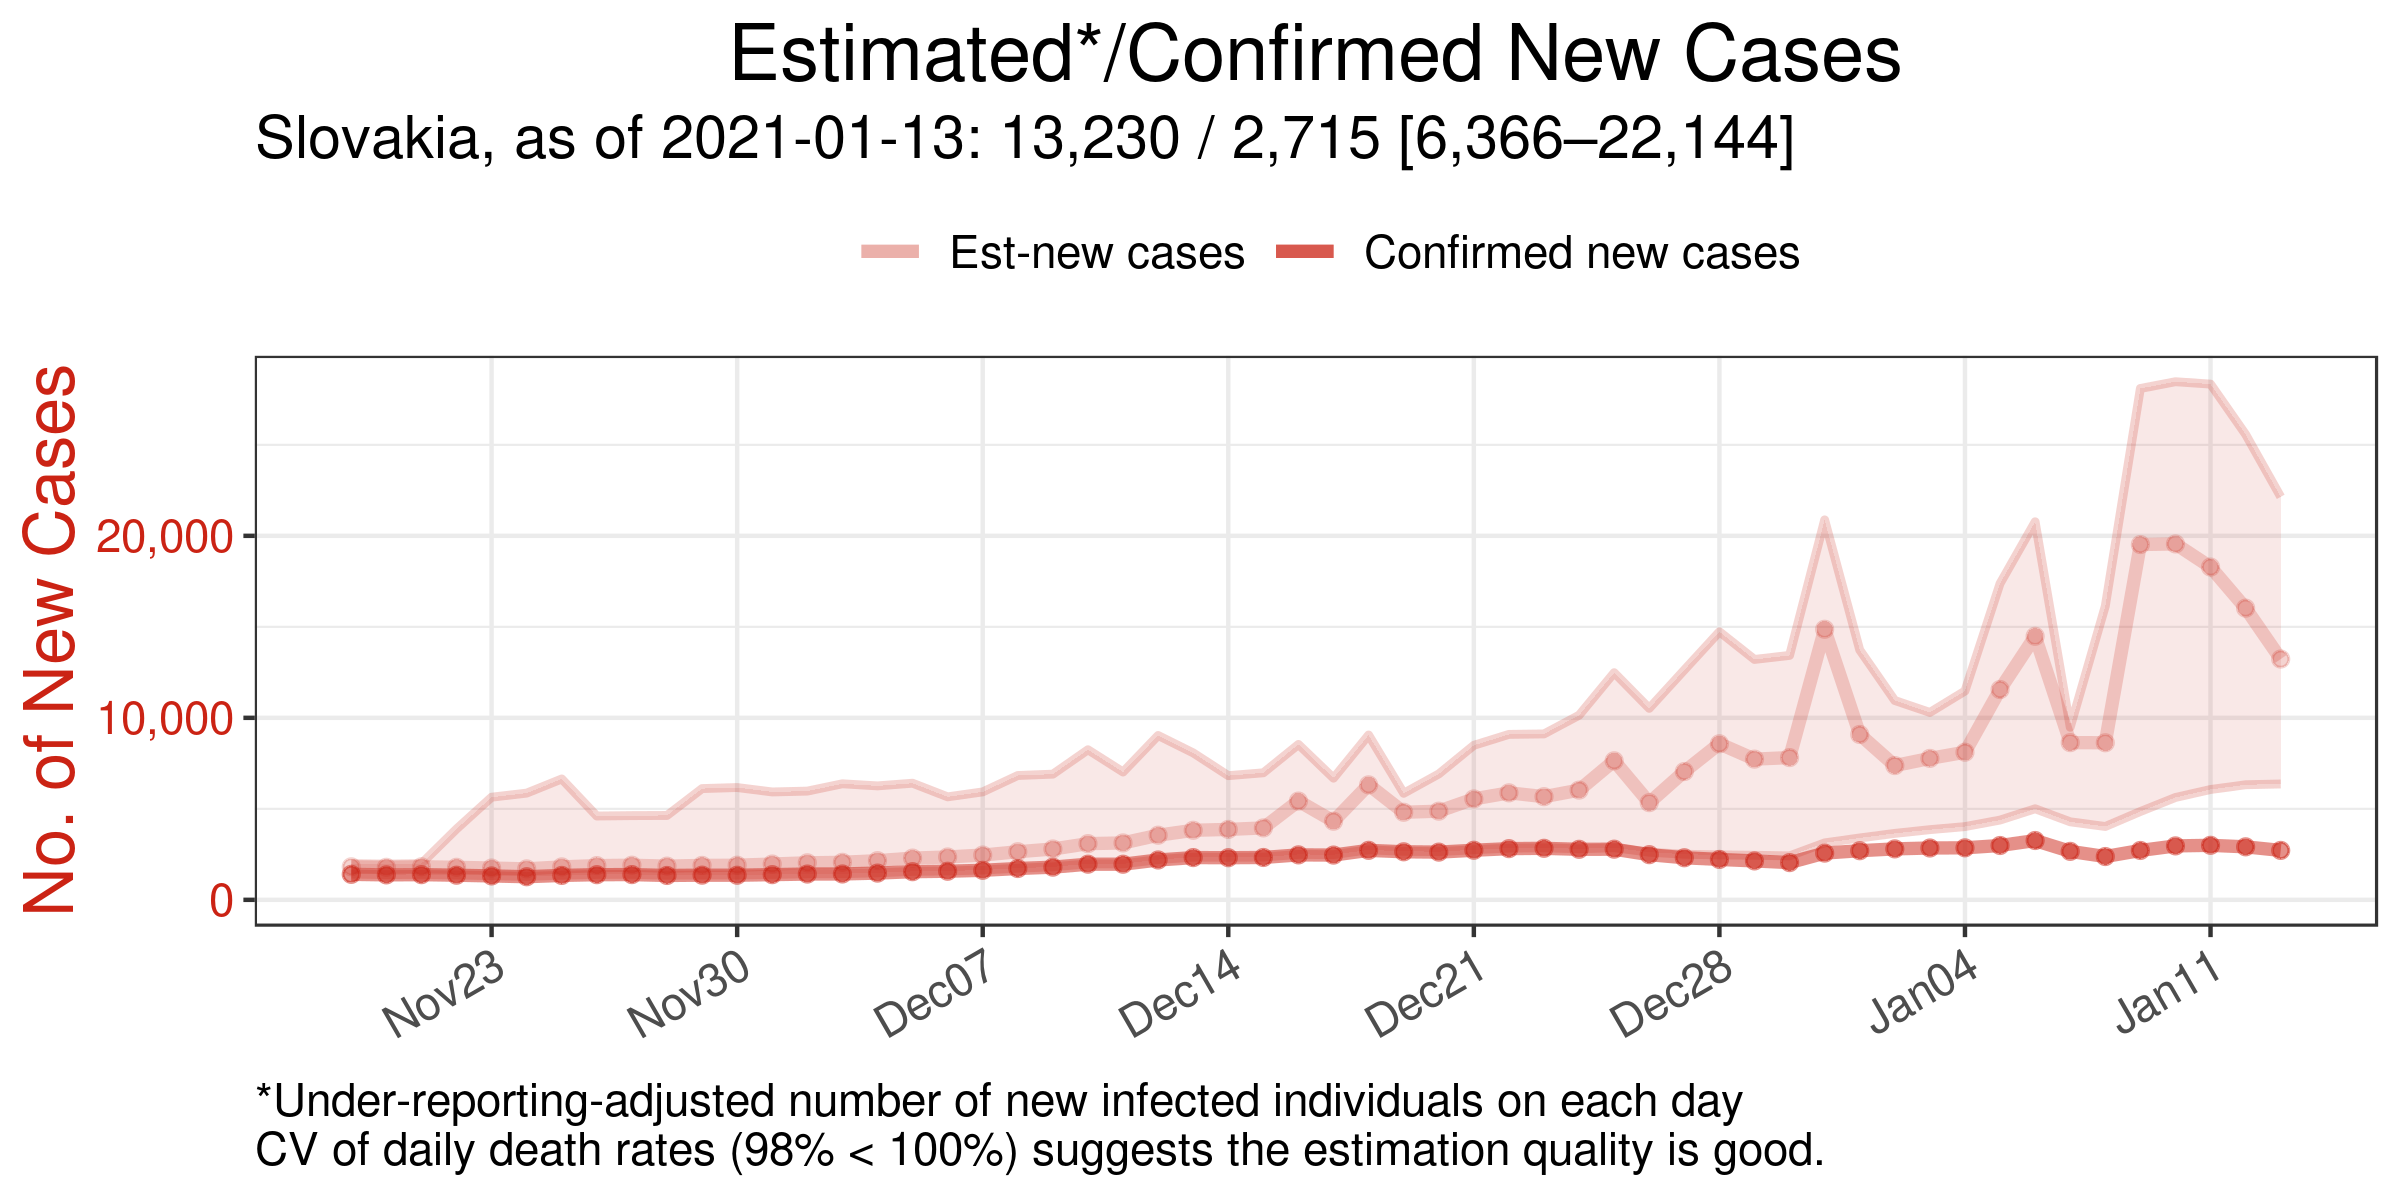 Estimated*/Confirmed New Cases
Slovakia, as of 2021-01-13: 13,230 / 2,715 [6,366–22,144]
Est-new cases
Confirmed new cases
No. of New Cases
20,000
10,000
0
Nov23
Nov30
Dec07
Dec14
Dec21
Dec28
Jan04
Jan11
*Under-reporting-adjusted number of new infected individuals on each day
CV of daily death rates (98% < 100%) suggests the estimation quality is good.